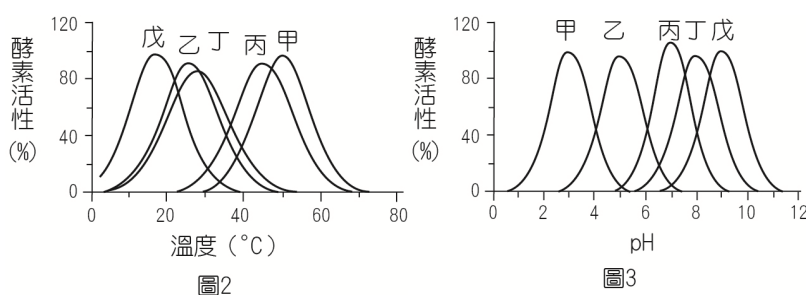 120
80
40
0
酵素活性(%)
戊 乙 丁 丙 甲
0 20 40 60 80
溫度（°C）
圖2
120
80
40
0
酵素活性(%)
甲 乙 丙 丁 戊
0 2 4 6 8 10 12
pH
圖3